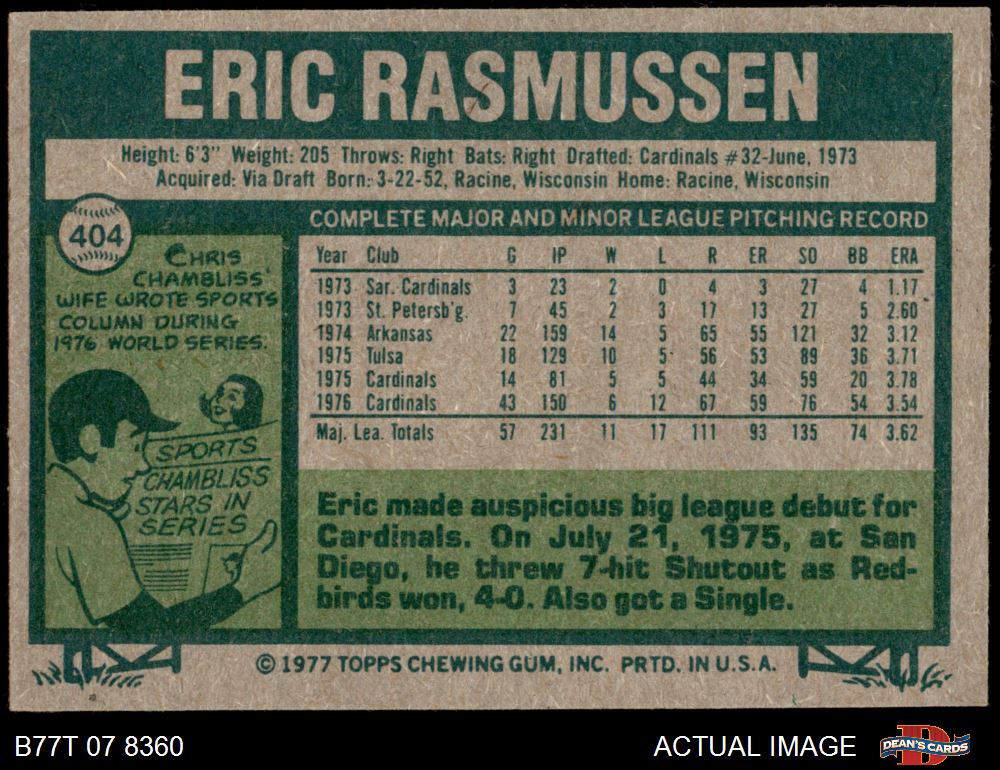 ERIC RASMUSSEN
Height: 6'3" Weight: 205 Throws: Right Bats: Right Drafted: Cardinals #32-June, 1973
Acquired: Via Draft Born: 3-22-52, Racine, Wisconsin Home: Racine, Wisconsin
404
CHRIS
CHAMBLISS'
WIFE WROTE SPORTS
COLUMN DURING
1976 WORLD SERIES.
SPORTS
CHAMBLISS
STARS IN
SERIES
COMPLETE MAJOR AND MINOR LEAGUE PITCHING RECORD
Year Club G IP W L R ER SO BB ERA
1973 Sar. Cardinals 3 23 2 0 4 3 27 4 1.17
1973 St. Petersb'g. 7 45 2 3 17 13 27 5 2.60
1974 Arkansas 22 159 14 5 65 55 121 32 3.12
1975 Tulsa 18 129 10 5 56 53 89 36 3.71
1975 Cardinals 14 81 5 5 44 34 59 20 3.78
1976 Cardinals 43 150 6 12 67 59 76 54 3.54
Maj. Lea. Totals 57 231 11 17 111 93 135 74 3.62
Eric made auspicious big league debut for
Cardinals. On July 21, 1975, at San
Diego, he threw 7-hit Shutout as Red-
birds won, 4-0. Also got a Single.
© 1977 TOPPS CHEWING GUM, INC. PRTD. IN U.S.A.
B77T 07 8360
ACTUAL IMAGE
D
DEAN'S CARDS